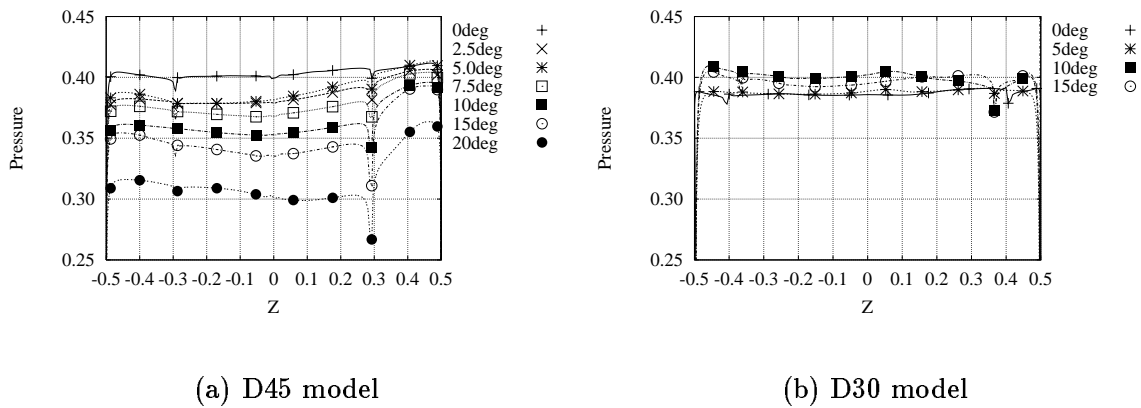 0.45
0.40
0.35
0.30
0.25
Pressure
-0.5 -0.4 -0.3 -0.2 -0.1 0 0.1 0.2 0.3 0.4 0.5
Z
0deg
2.5deg
5.0deg
7.5deg
10deg
15deg
20deg
(a) D45 model
0.45
0.40
0.35
0.30
0.25
Pressure
-0.5 -0.4 -0.3 -0.2 -0.1 0 0.1 0.2 0.3 0.4 0.5
Z
0deg
5deg
10deg
15deg
(b) D30 model